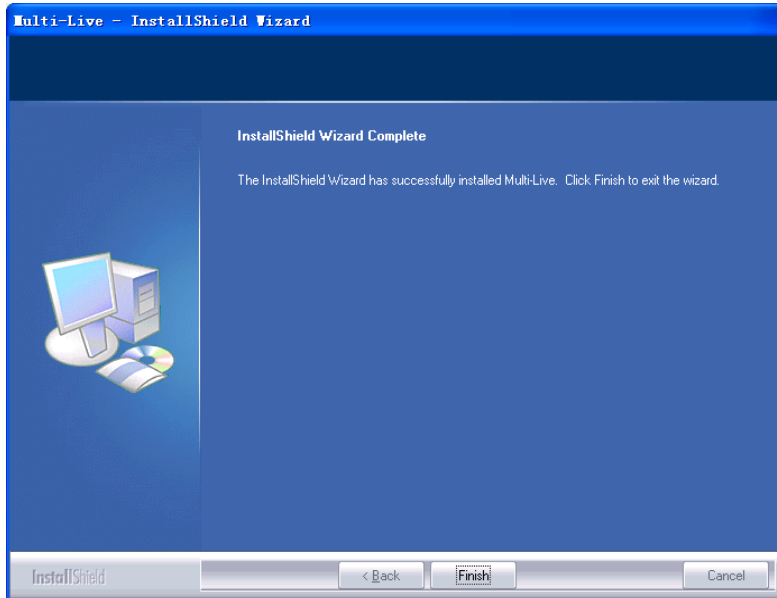 Multi-Live - InstallShield Wizard
InstallShield Wizard Complete
The InstallShield Wizard has successfully installed Multi-Live. Click Finish to exit the wizard.
InstallShield
< Back
Finish
Cancel